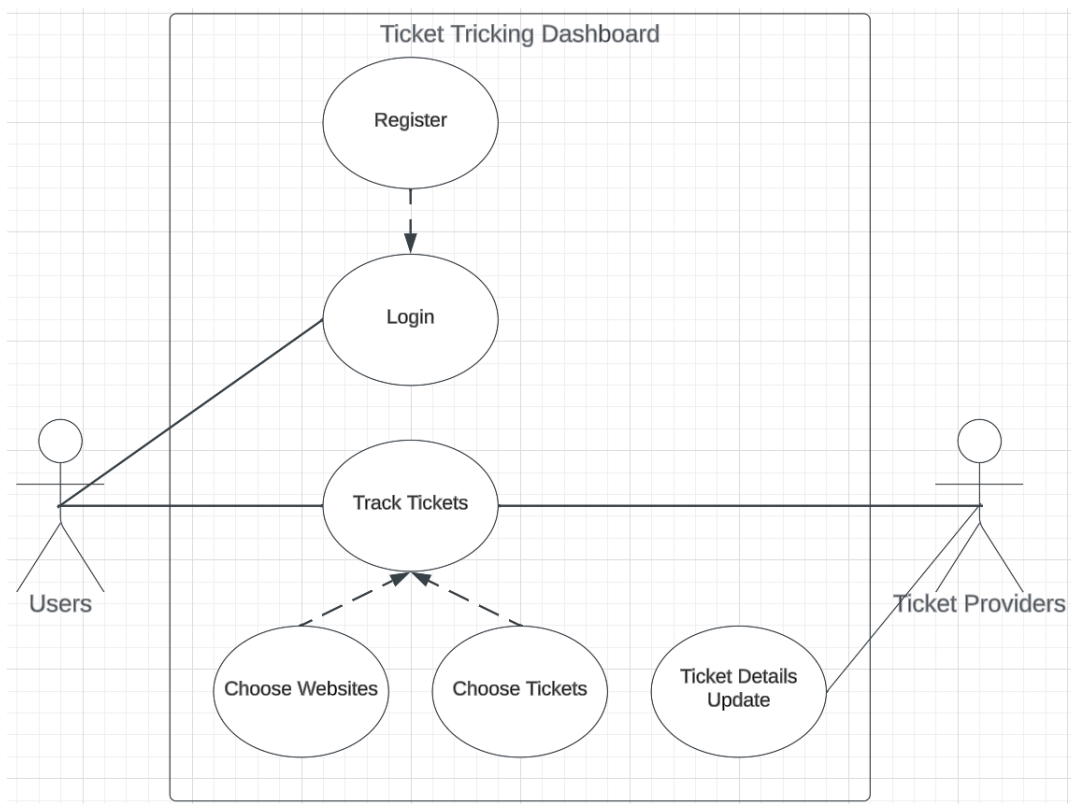 Ticket Tricking Dashboard
Register
Login
Track Tickets
Users
Ticket Providers
Choose Websites
Choose Tickets
Ticket Details
Update